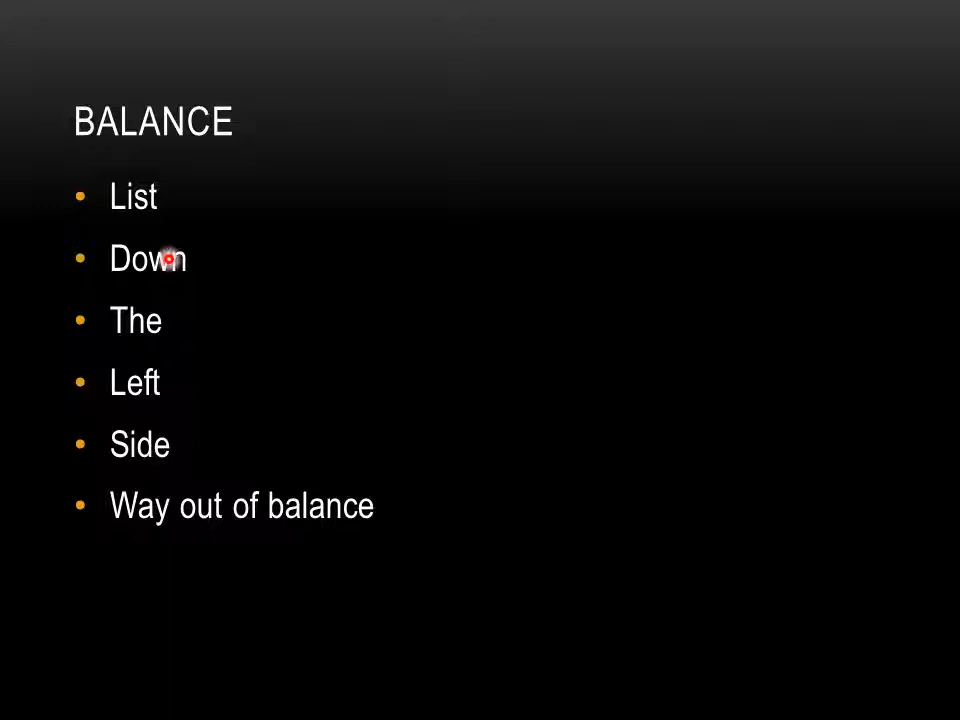 BALANCE
• List
• Down
• The
• Left
• Side
• Way out of balance